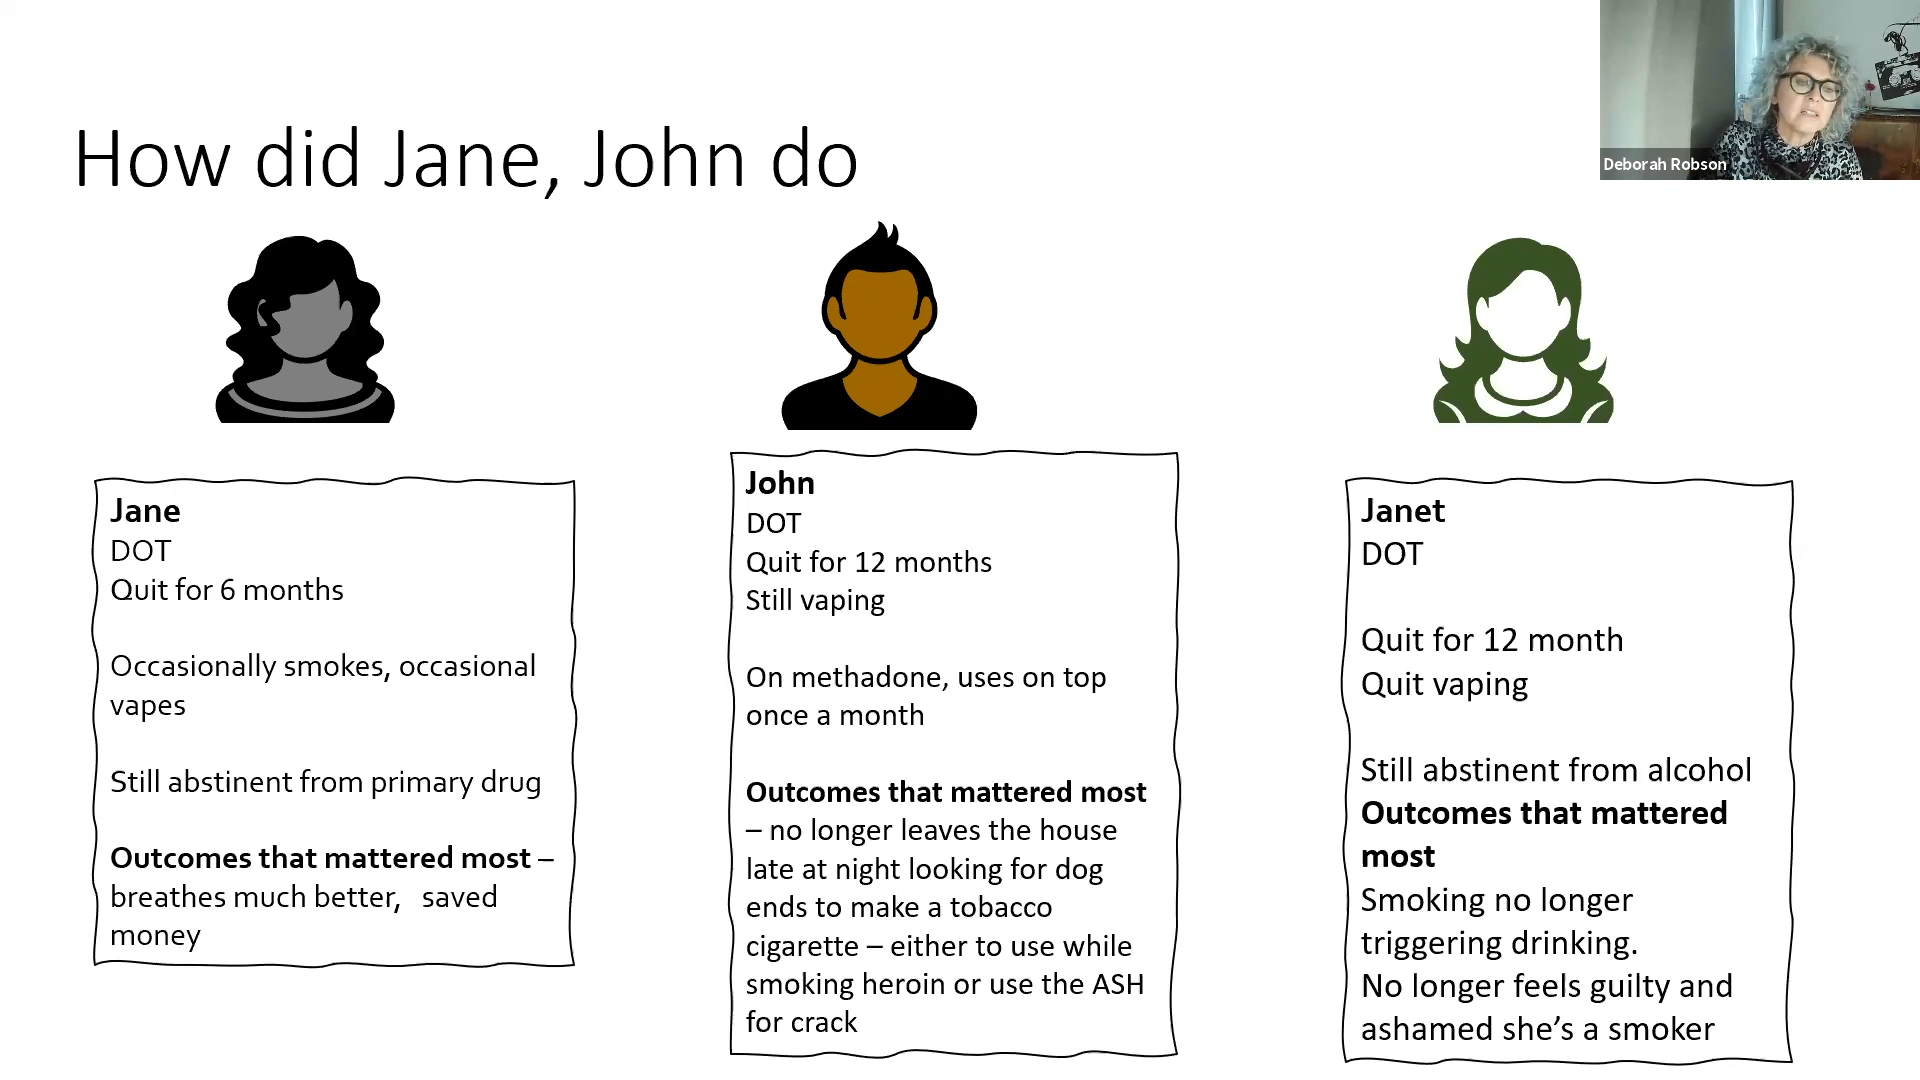 How did Jane, John do
Deborah Robson
Jane
DOT
Quit for 6 months
Occasionally smokes, occasional
vapes
Still abstinent from primary drug
Outcomes that mattered most –
breathes much better, saved
money
John
DOT
Quit for 12 months
Still vaping
On methadone, uses on top
once a month
Outcomes that mattered most
– no longer leaves the house
late at night looking for dog
ends to make a tobacco
cigarette – either to use while
smoking heroin or use the ASH
for crack
Janet
DOT
Quit for 12 month
Quit vaping
Still abstinent from alcohol
Outcomes that mattered
most
Smoking no longer
triggering drinking.
No longer feels guilty and
ashamed she’s a smoker